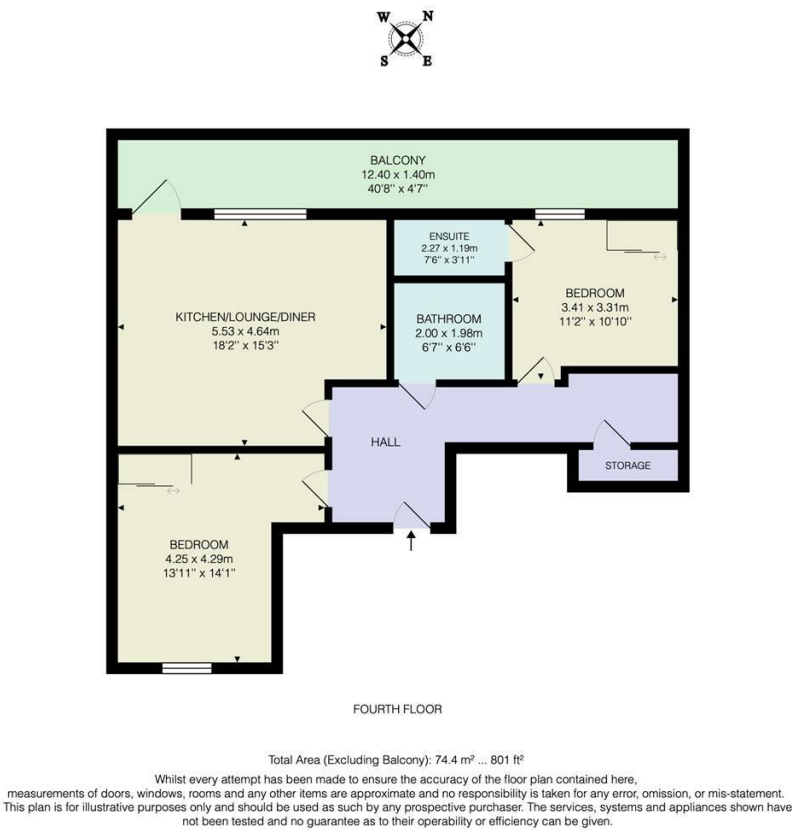 W N
S E
BALCONY
12.40 x 1.40m
40'8" x 4'7"
ENSUITE
2.27 x 1.19m
7'6" x 3'11"
KITCHEN/LOUNGE/DINER
5.53 x 4.64m
18'2" x 15'3"
BATHROOM
2.00 x 1.98m
6'7" x 6'6"
BEDROOM
3.41 x 3.31m
11'2" x 10'10"
HALL
STORAGE
BEDROOM
4.25 x 4.29m
13'11" x 14'1"
FOURTH FLOOR
Total Area (Excluding Balcony): 74.4 m² ... 801 ft²
Whilst every attempt has been made to ensure the accuracy of the floor plan contained here,
measurements of doors, windows, rooms and any other items are approximate and no responsibility is taken for any error, omission, or mis-statement.
This plan is for illustrative purposes only and should be used as such by any prospective purchaser. The services, systems and appliances shown have
not been tested and no guarantee as to their operability or efficiency can be given.